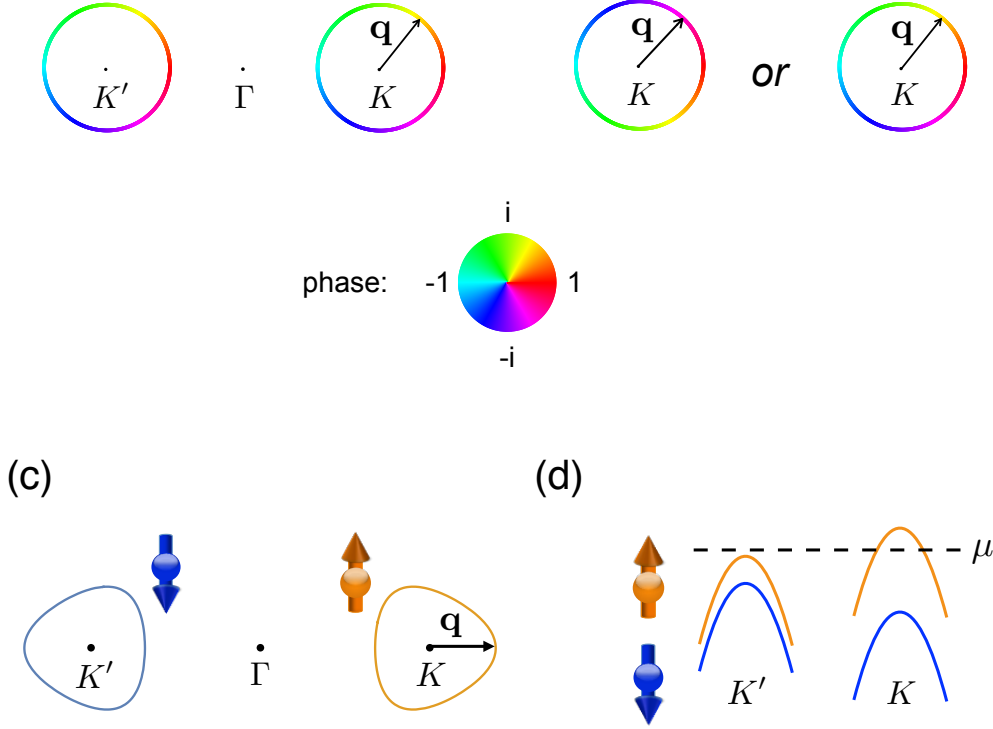 q q q
K′ Γ K K or K
i
phase: -1 1
-i
(c) (d)
μ
q
K′ Γ K K′ K